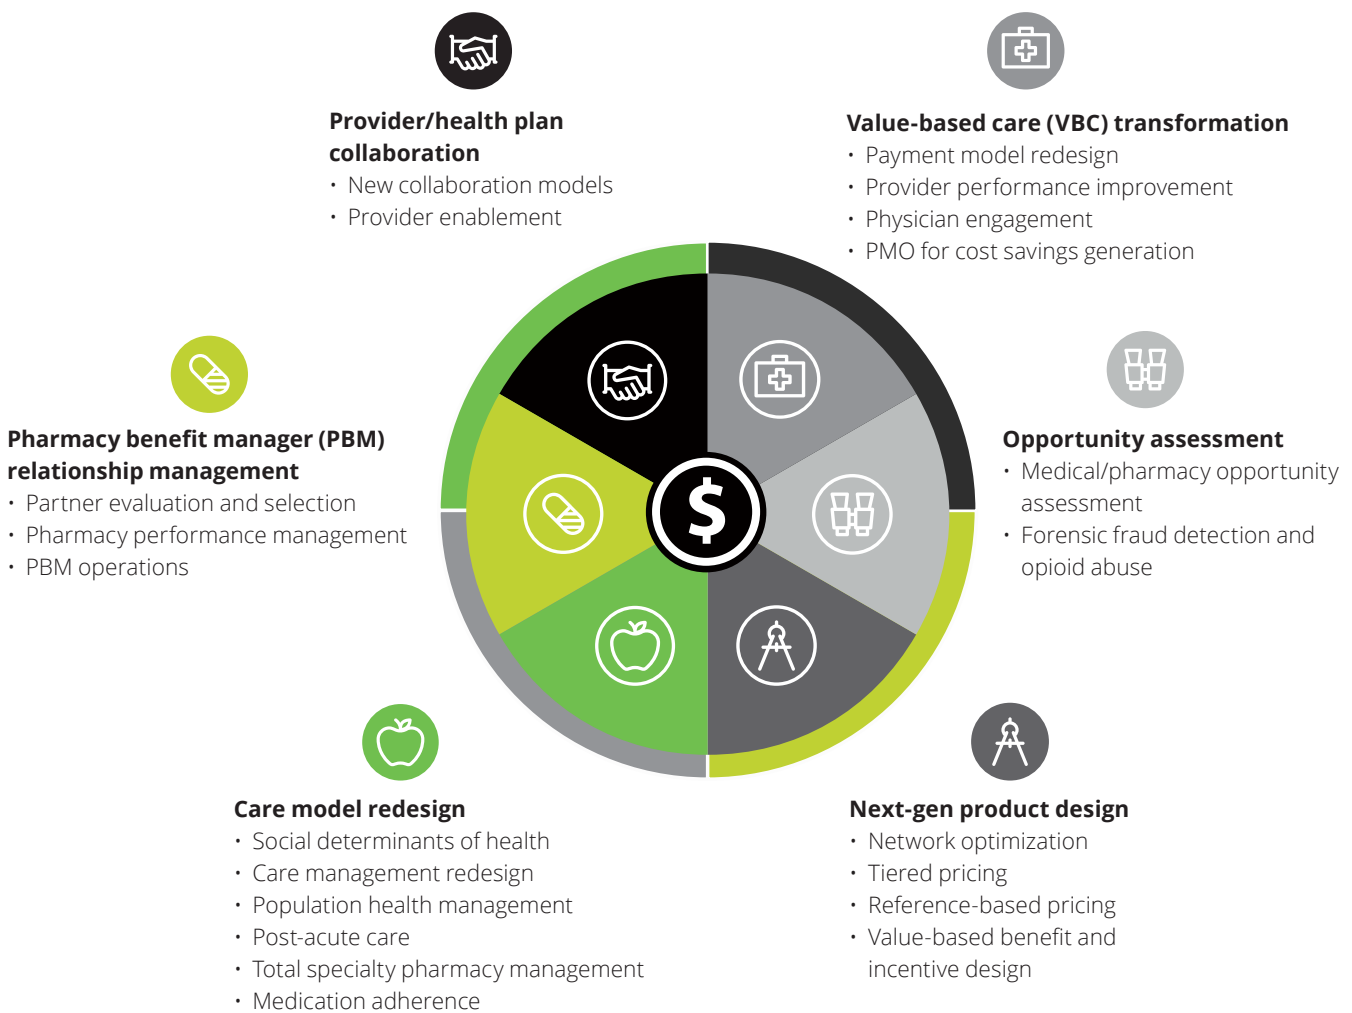 Provider/health plan
collaboration
· New collaboration models
· Provider enablement
Value-based care (VBC) transformation
· Payment model redesign
· Provider performance improvement
· Physician engagement
· PMO for cost savings generation
Pharmacy benefit manager (PBM)
relationship management
· Partner evaluation and selection
· Pharmacy performance management
· PBM operations
$
Opportunity assessment
· Medical/pharmacy opportunity
assessment
· Forensic fraud detection and
opioid abuse
Care model redesign
· Social determinants of health
· Care management redesign
· Population health management
· Post-acute care
· Total specialty pharmacy management
· Medication adherence
Next-gen product design
· Network optimization
· Tiered pricing
· Reference-based pricing
· Value-based benefit and
incentive design